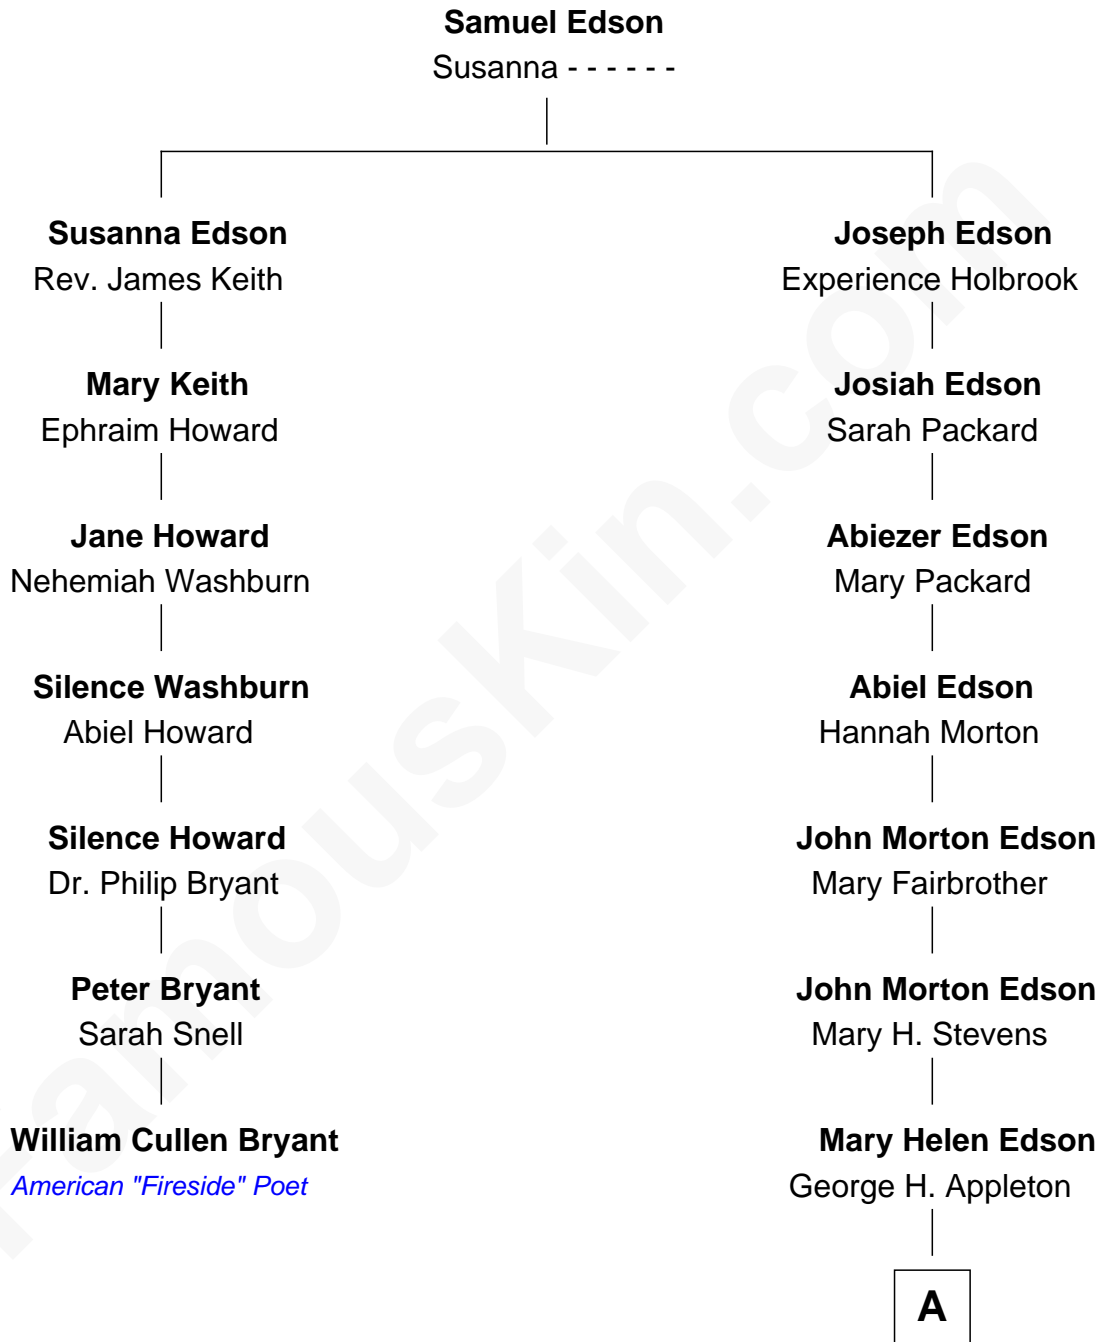 Samuel Edson
Susanna - - - - - -
Susanna Edson
Rev. James Keith
Joseph Edson
Experience Holbrook
Mary Keith
Ephraim Howard
Josiah Edson
Sarah Packard
Jane Howard
Nehemiah Washburn
Abiezer Edson
Mary Packard
Silence Washburn
Abiel Howard
Abiel Edson
Hannah Morton
Silence Howard
Dr. Philip Bryant
John Morton Edson
Mary Fairbrother
Peter Bryant
Sarah Snell
John Morton Edson
Mary H. Stevens
William Cullen Bryant
American "Fireside" Poet
Mary Helen Edson
George H. Appleton
A
FamousKin.com